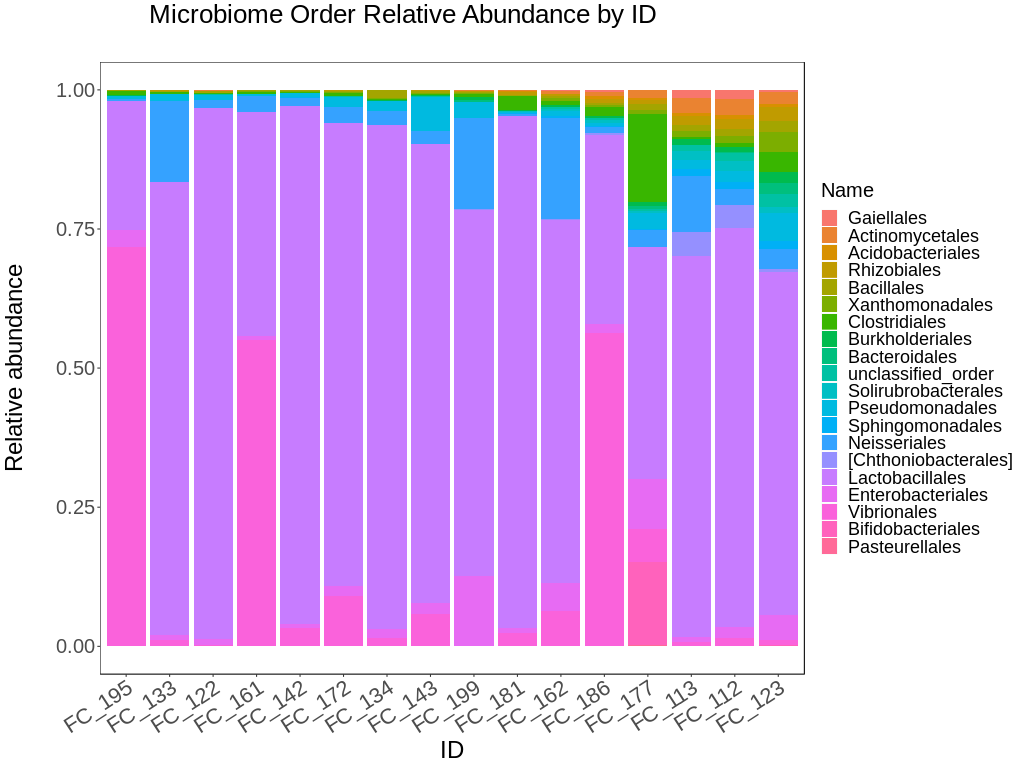 Microbiome Order Relative Abundance by ID
Relative abundance
1.00
0.75
0.50
0.25
0.00
FC_195
FC_133
FC_122
FC_161
FC_142
FC_172
FC_134
FC_143
FC_199
FC_181
FC_162
FC_186
FC_177
FC_113
FC_112
FC_123
ID
Name
Gaiellales
Actinomycetales
Acidobacteriales
Rhizobiales
Bacillales
Xanthomonadales
Clostridiales
Burkholderiales
Bacteroidales
unclassified_order
Solirubrobacterales
Pseudomonadales
Sphingomonadales
Neisseriales
[Chthoniobacterales]
Lactobacillales
Enterobacteriales
Vibrionales
Bifidobacteriales
Pasteurellales